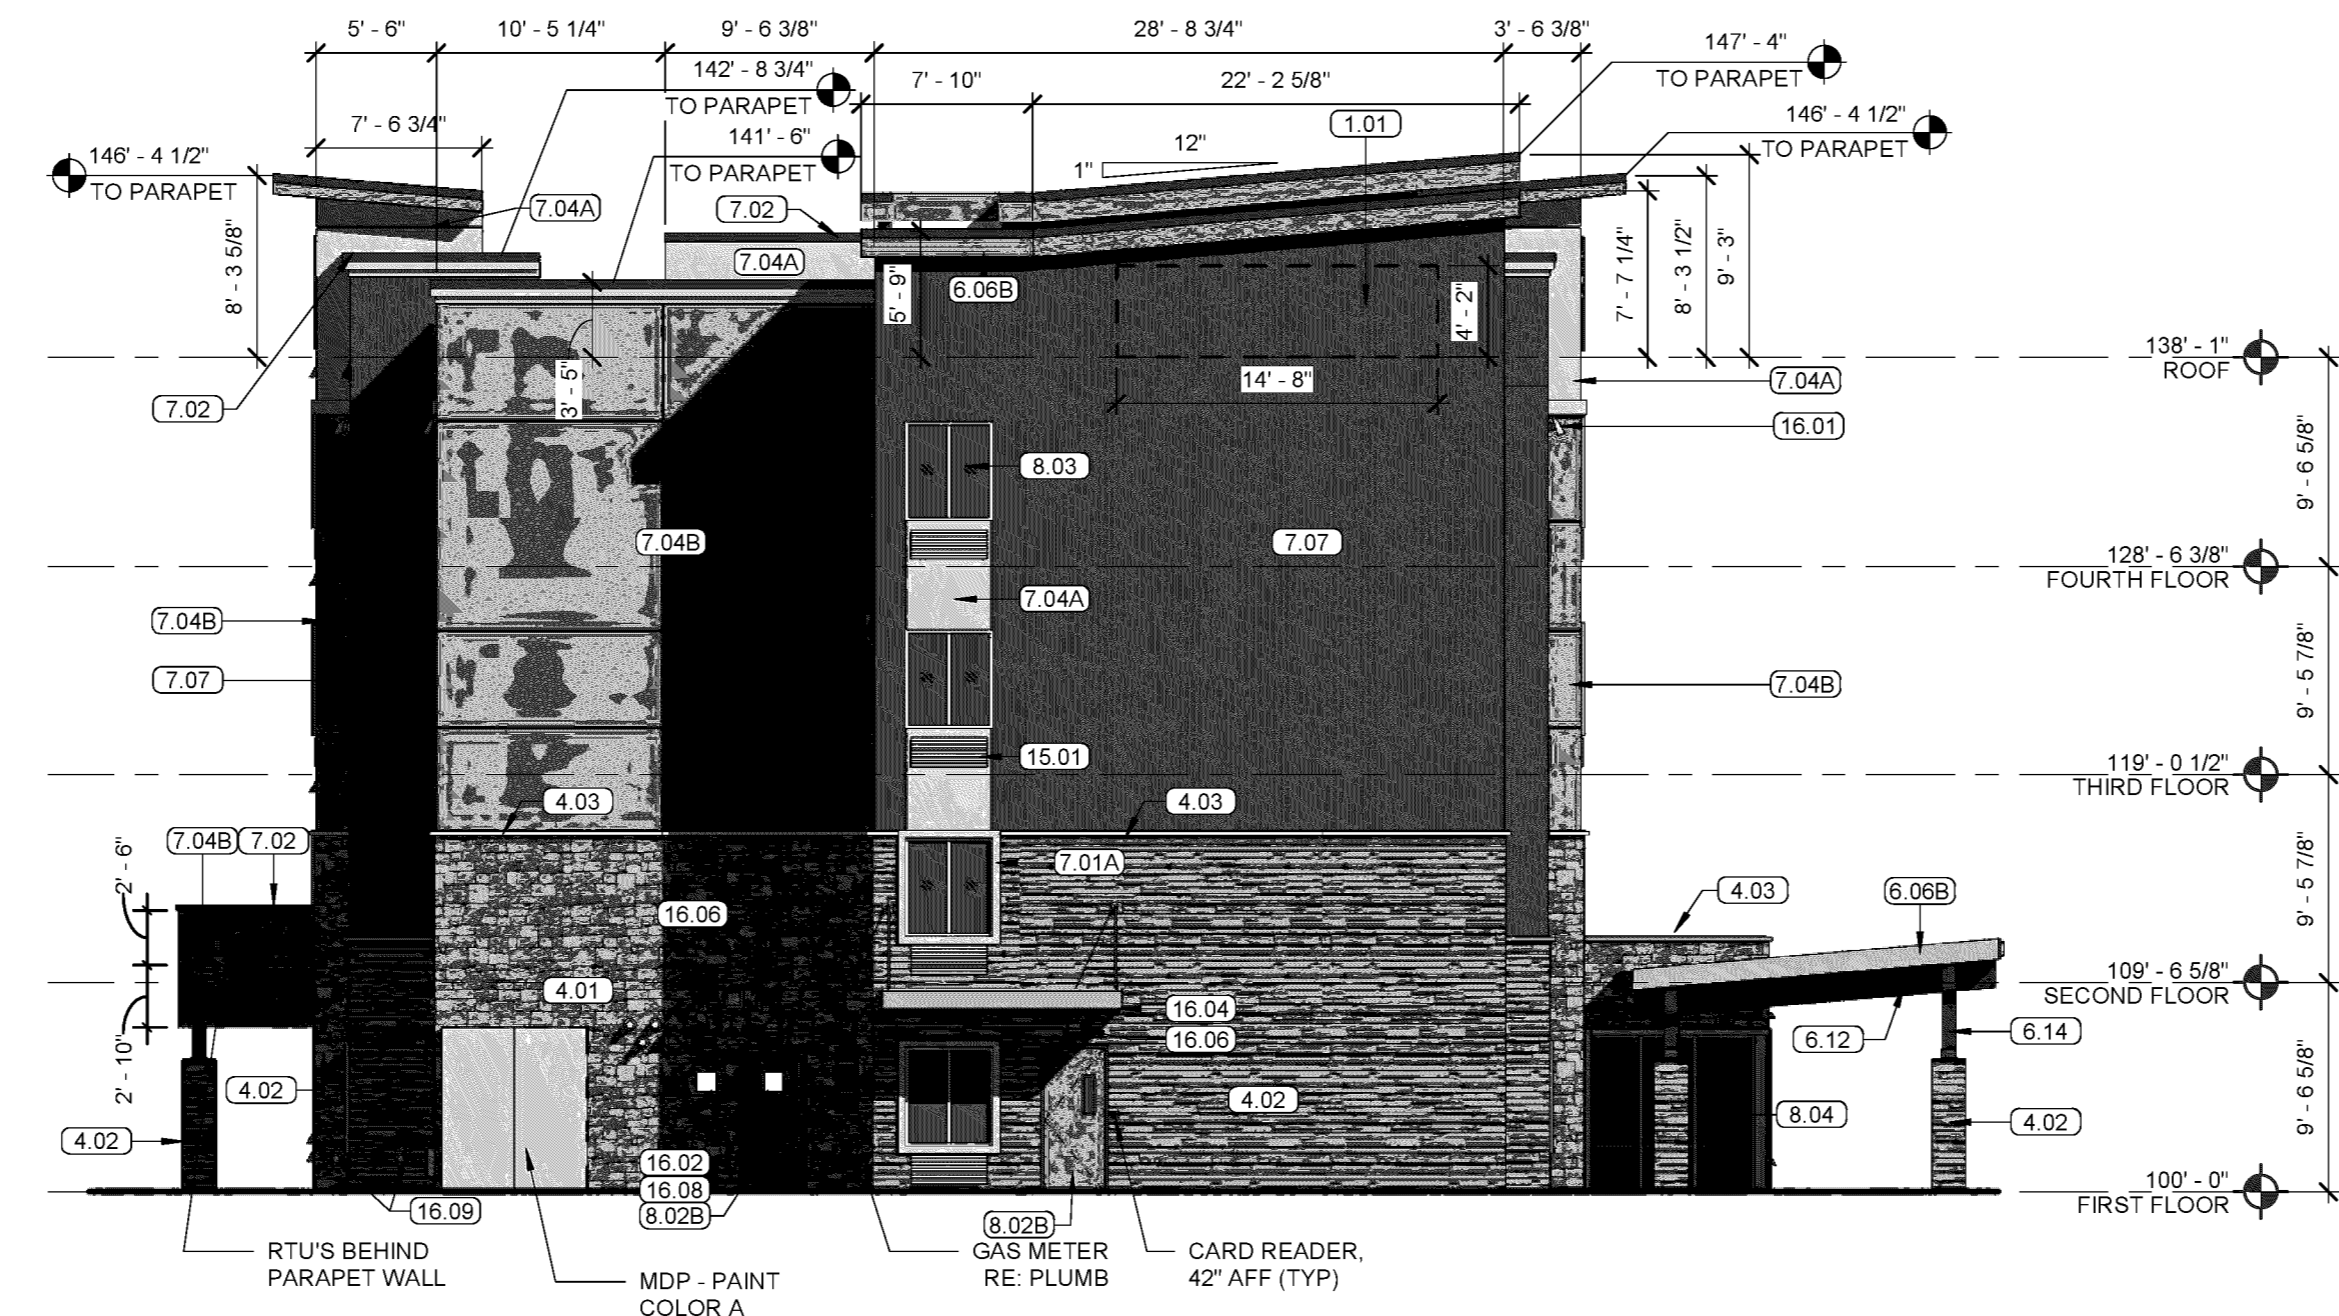 5' - 6"
10' - 5 1/4"
9' - 6 3/8"
28' - 8 3/4"
3' - 6 3/8"
147' - 4"
TO PARAPET
142' - 8 3/4"
TO PARAPET
7' - 10"
22' - 2 5/8"
146' - 4 1/2"
TO PARAPET
7' - 6 3/4"
141' - 6"
TO PARAPET
1.01
12"
1"
146' - 4 1/2"
TO PARAPET
7.04A
7.02
7.04A
6.06B
8' - 3 5/8"
5' - 9"
4' - 2"
7' - 7 1/4"
8' - 3 1/2"
9' - 3"
138' - 1"
ROOF
14' - 8"
3' - 5"
7.02
7.04A
16.01
8.03
9' - 6 5/8"
7.04B
7.07
128' - 6 3/8"
FOURTH FLOOR
7.04A
7.04B
7.07
7.04B
9' - 5 7/8"
15.01
119' - 0 1/2"
THIRD FLOOR
4.03
4.03
7.04B
7.02
2' - 6"
7.01A
16.06
4.03
6.06B
9' - 5 7/8"
4.01
109' - 6 5/8"
SECOND FLOOR
16.04
16.06
6.12
6.14
2' - 10"
4.02
4.02
8.04
4.02
4.02
9' - 6 5/8"
16.02
16.08
8.02B
16.09
8.02B
100' - 0"
FIRST FLOOR
RTU'S BEHIND
PARAPET WALL
MDP - PAINT
COLOR A
GAS METER
RE: PLUMB
CARD READER,
42" AFF (TYP)